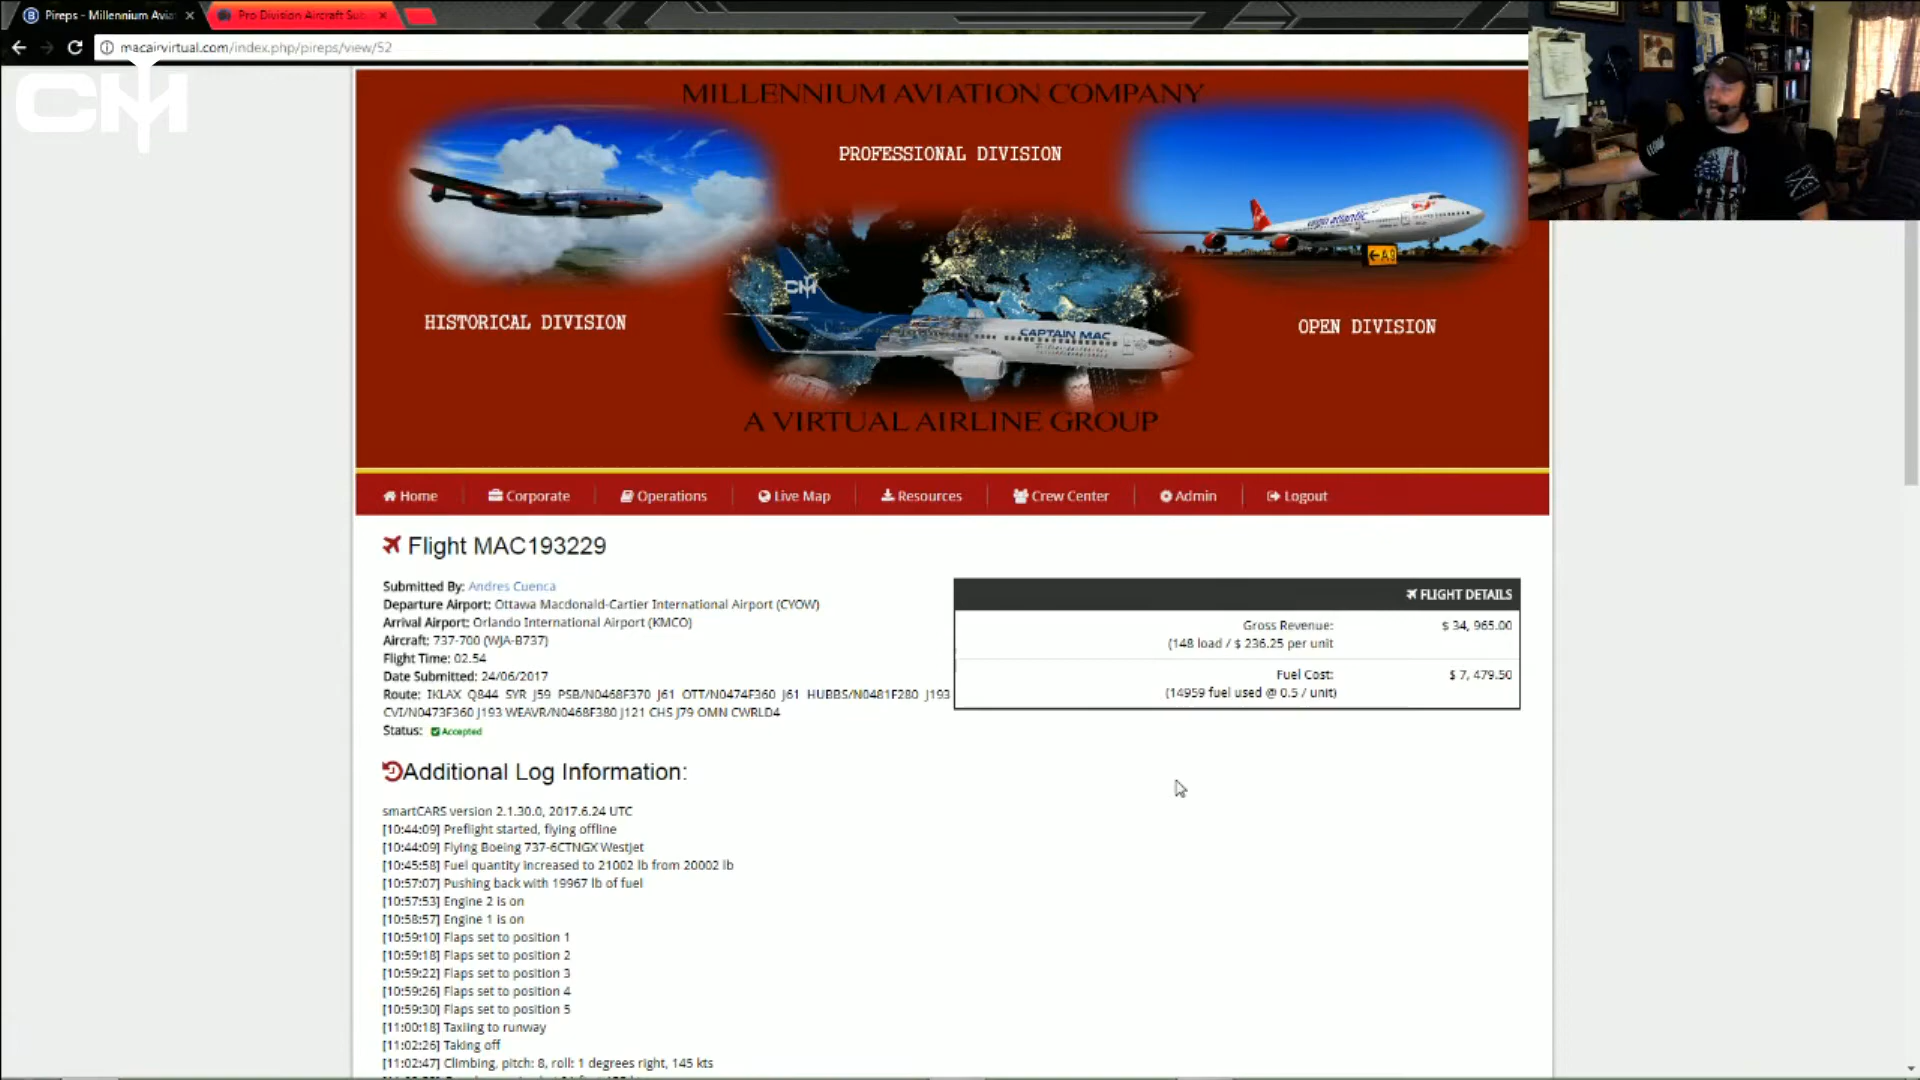 Pireps - Millennium Avia
Pro Division Aircraft Sub
macairvirtual.com/index.php/pireps/view/52
CM
MILLENNIUM AVIATION COMPANY
PROFESSIONAL DIVISION
HISTORICAL DIVISION
OPEN DIVISION
virgin atlantic
A9
CM
CAPTAIN MAC
A VIRTUAL AIRLINE GROUP
Home Corporate Operations Live Map Resources Crew Center Admin Logout
Flight MAC193229
Submitted By: Andres Cuenca
Departure Airport: Ottawa Macdonald-Cartier International Airport (CYOW)
Arrival Airport: Orlando International Airport (KMCO)
Aircraft: 737-700 (WJA-B737)
Flight Time: 02.54
Date Submitted: 24/06/2017
Route: IKLAX Q844 SYR J59 PSB/N0468F370 J61 OTT/N0474F360 J61 HUBBS/N0481F280 J193
CVI/N0473F360 J193 WEAVR/N0468F380 J121 CHS J79 OMN CWRLD4
Status: Accepted
FLIGHT DETAILS
Gross Revenue: $ 34, 965.00
(148 load / $ 236.25 per unit
Fuel Cost: $ 7, 479.50
(14959 fuel used @ 0.5 / unit)
Additional Log Information:
smartCARS version 2.1.30.0, 2017.6.24 UTC
[10:44:09] Preflight started, flying offline
[10:44:09] Flying Boeing 737-6CTNGX WestJet
[10:45:58] Fuel quantity increased to 21002 lb from 20002 lb
[10:57:07] Pushing back with 19967 lb of fuel
[10:57:53] Engine 2 is on
[10:58:57] Engine 1 is on
[10:59:10] Flaps set to position 1
[10:59:18] Flaps set to position 2
[10:59:22] Flaps set to position 3
[10:59:26] Flaps set to position 4
[10:59:30] Flaps set to position 5
[11:00:18] Taxiing to runway
[11:02:26] Taking off
[11:02:47] Climbing, pitch: 8, roll: 1 degrees right, 145 kts